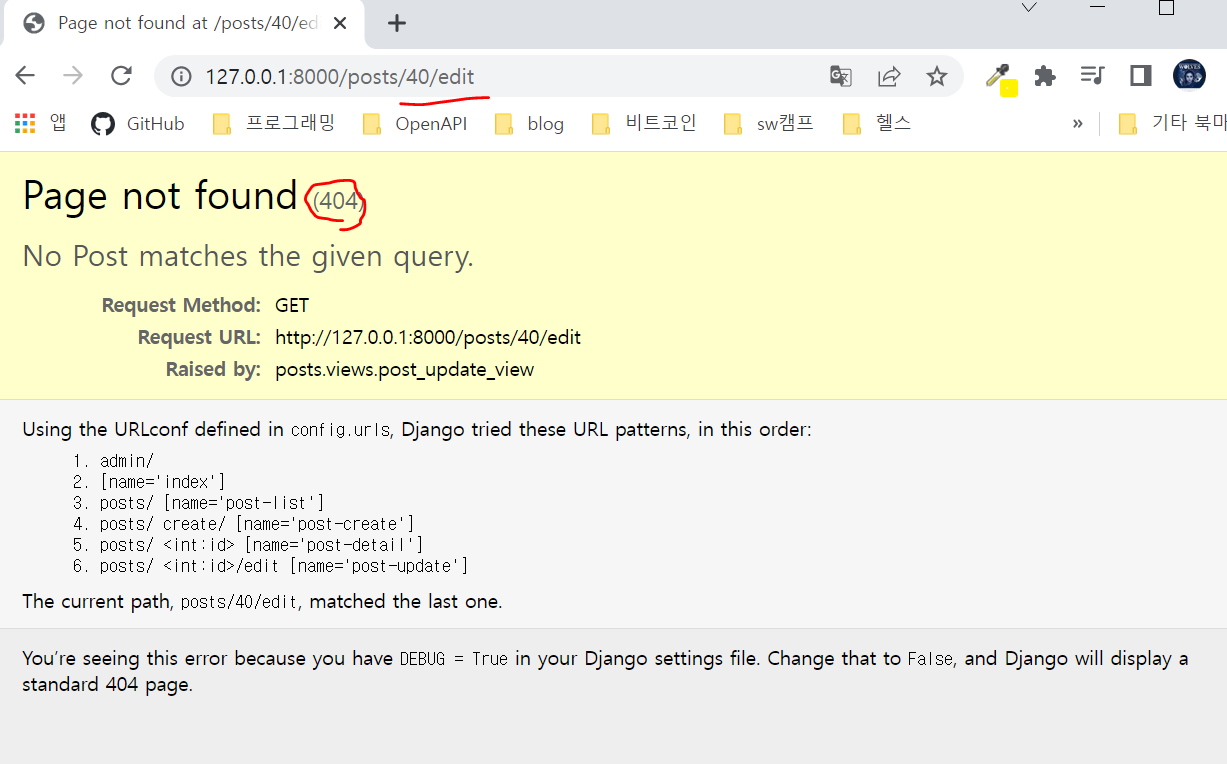 Page not found at /posts/40/ed
127.0.0.1:8000/posts/40/edit
앱 GitHub 프로그래밍 OpenAPI blog 비트코인 sw캠프 헬스 » 기타 북마
Page not found (404)
No Post matches the given query.
Request Method: GET
Request URL: http://127.0.0.1:8000/posts/40/edit
Raised by: posts.views.post_update_view
Using the URLconf defined in config.urls, Django tried these URL patterns, in this order:
1. admin/
2. [name='index']
3. posts/ [name='post-list']
4. posts/ create/ [name='post-create']
5. posts/ <int:id> [name='post-detail']
6. posts/ <int:id>/edit [name='post-update']
The current path, posts/40/edit, matched the last one.
You're seeing this error because you have DEBUG = True in your Django settings file. Change that to False, and Django will display a
standard 404 page.